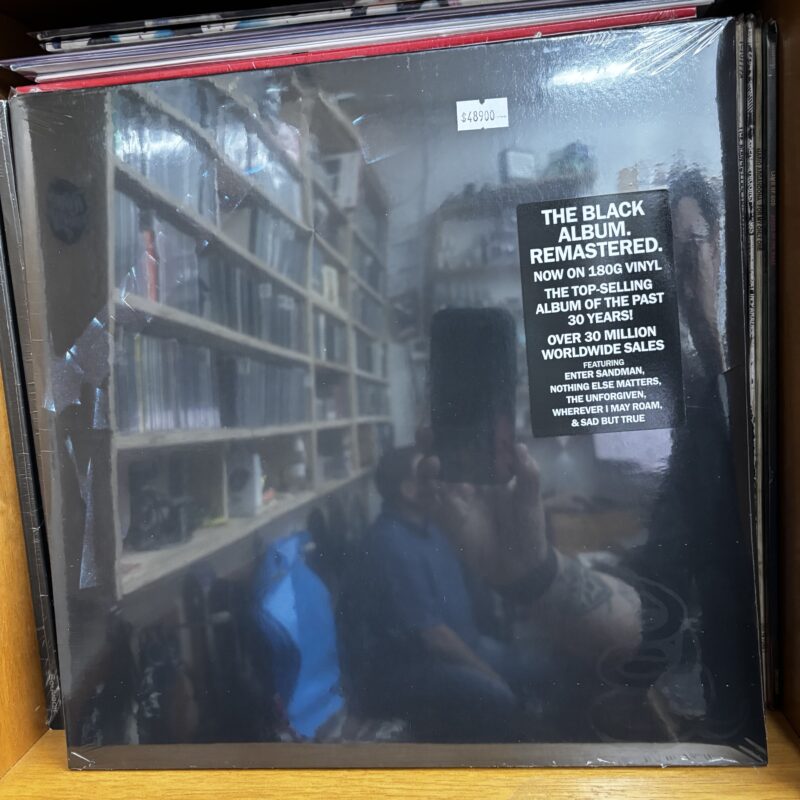 $48900
THE BLACK
ALBUM.
REMASTERED.
NOW ON 180G VINYL
THE TOP-SELLING
ALBUM OF THE PAST
30 YEARS!
OVER 30 MILLION
WORLDWIDE SALES
FEATURING
ENTER SANDMAN,
NOTHING ELSE MATTERS,
THE UNFORGIVEN,
WHEREVER I MAY ROAM,
& SAD BUT TRUE